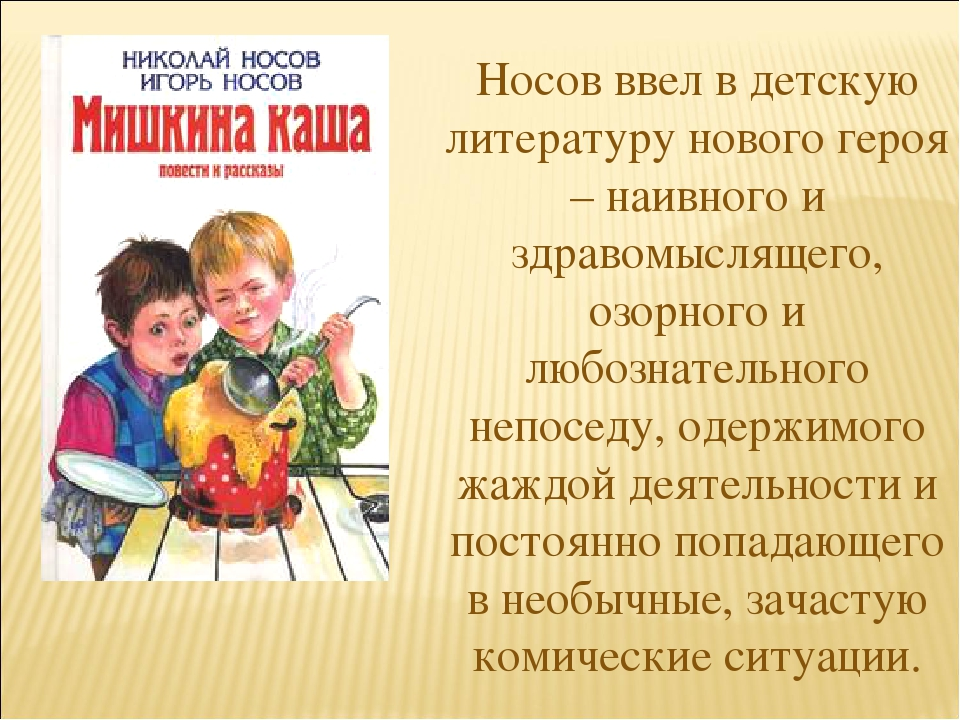 НИКОЛАЙ НОСОВ
ИГОРЬ НОСОВ
Мишкина каша
повести и рассказы
Носов ввел в детскую
литературу нового героя
– наивного и
здравомыслящего,
озорного и
любознательного
непоседу, одержимого
жаждой деятельности и
постоянно попадающего
в необычные, зачастую
комические ситуации.